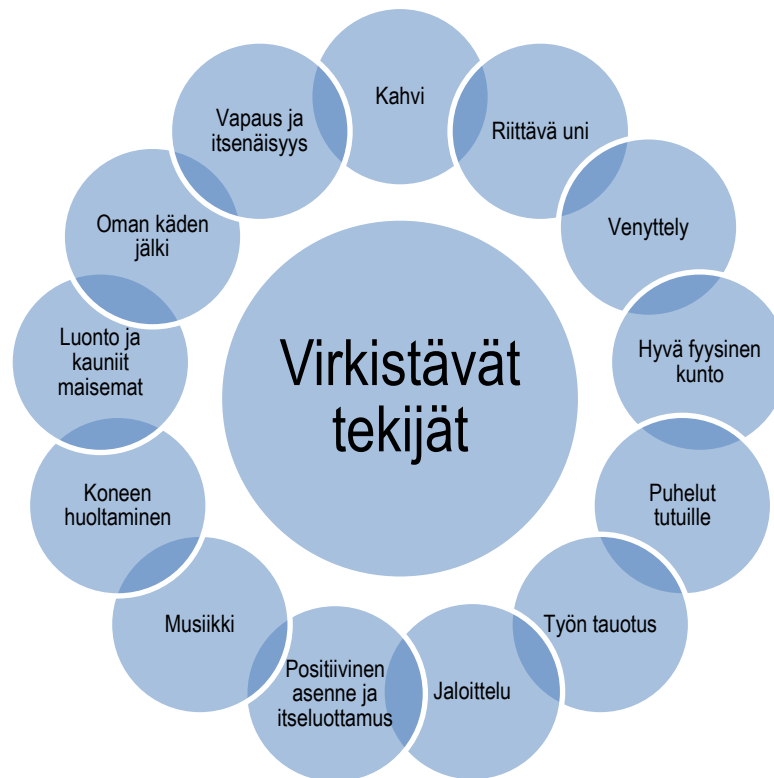 Kahvi
Riittävä uni
Venyttely
Hyvä fyysinen
kunto
Puhelut
tutuille
Työn tauotus
Jaloittelu
Positiivinen
asenne ja
itseluottamus
Musiikki
Koneen
huoltaminen
Luonto ja
kauniit
maisemat
Oman käden
jälki
Vapaus ja
itsenäisyys
Virkistävät
tekijät